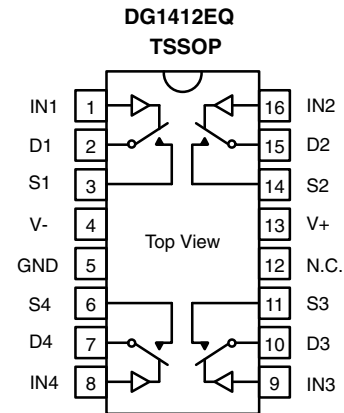 DG1412EQ
TSSOP
IN1 1 16 IN2
D1 2 15 D2
S1 3 14 S2
V- 4 13 V+
Top View
GND 5 12 N.C.
S4 6 11 S3
D4 7 10 D3
IN4 8 9 IN3